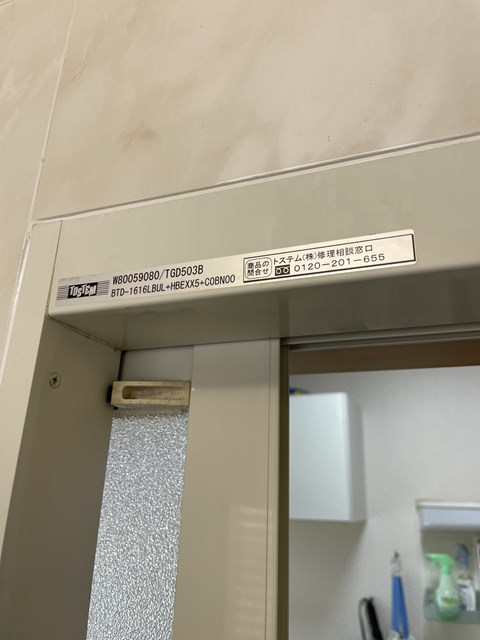 TOSTEM
W80059080/TGD503B
BTD-1616LBUL+HBEXX5+C0BN00
商品の
問合せ
トステム(株)修理相談窓口
0120-201-655